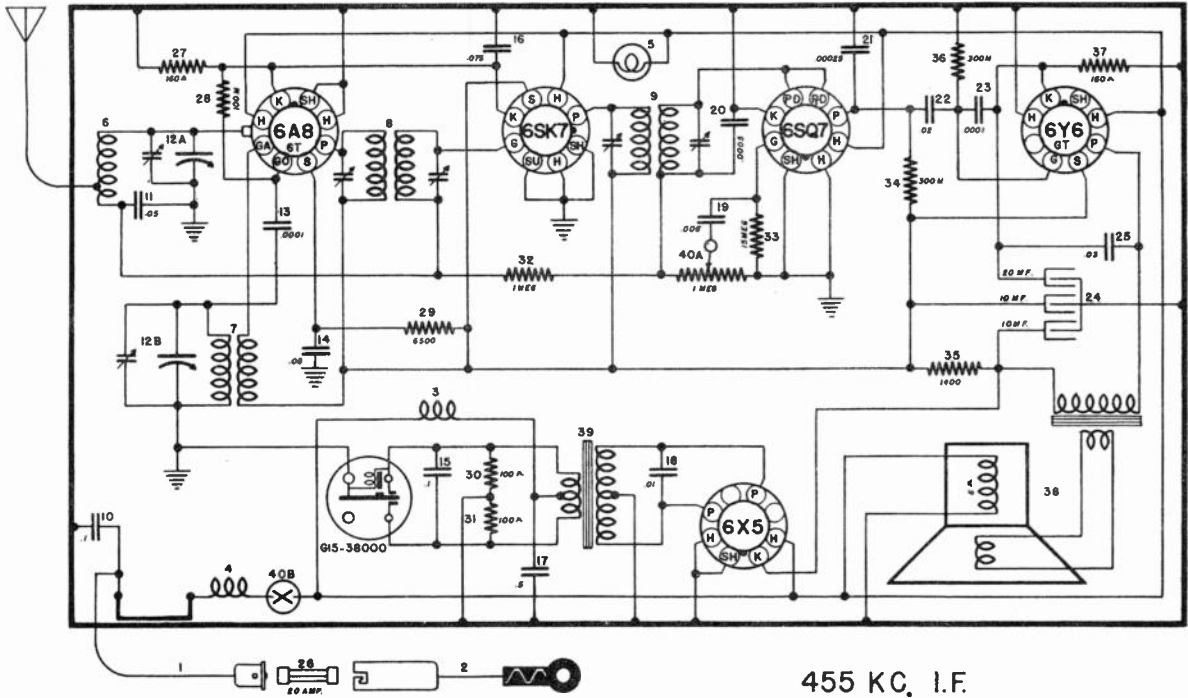 27
160Ω
16
.075
5
21
.00025
36
300M
37
160Ω
28
100M
K SH H P S GO GA H
6A8
GT
S H P SH H SU G K
6SK7
9
20
.0005
PD PD P H H SH G K
6SQ7
22
.02
23
.0001
K SH H P S G H
6Y6
GT
6
12A
8
11
.05
13
.0001
19
.006
33
15MEG
34
300M
25
.03
32
1 MEG
40A
1 MEG
20 MF.
10 MF
10 MF.
24
12B
7
14
.06
29
6500
35
1400
3
39
15
.1
30
100Ω
31
100Ω
18
.01
6Ω
38
G15-38000
P P H H SH K
6X5
10
.1
4
40B
17
.5
1
26
20 AMP.
2
455 KC. I.F.